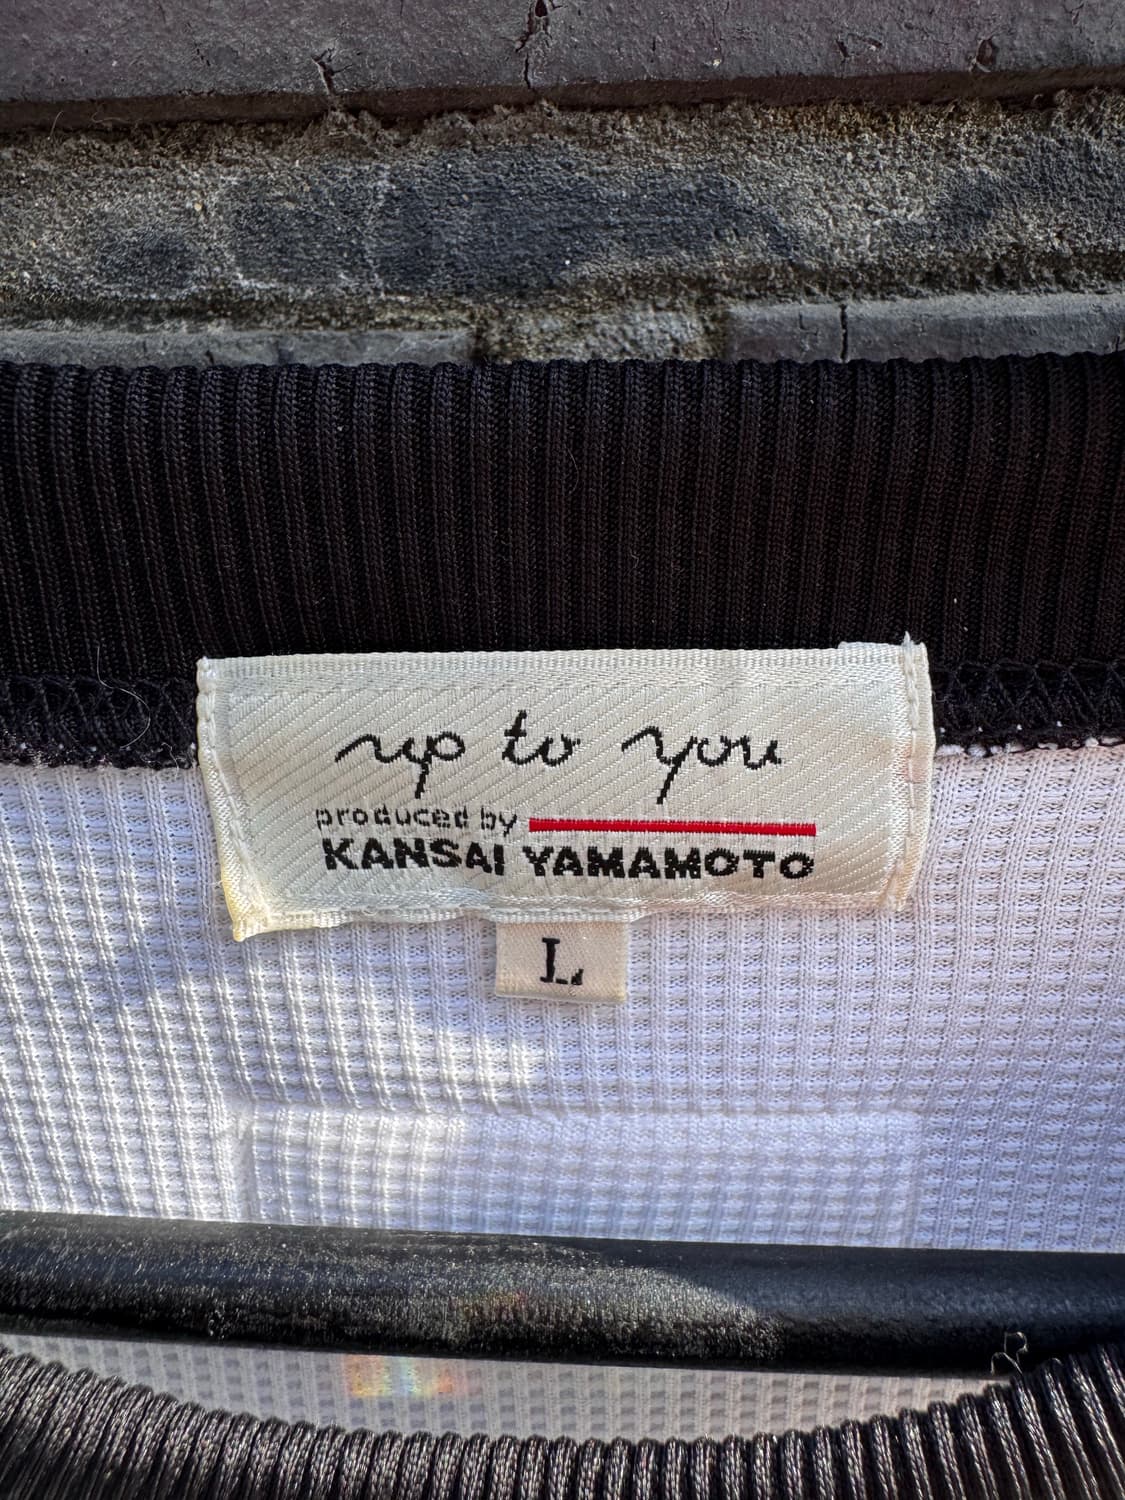 up to you
produced by
KANSAI YAMAMOTO
L